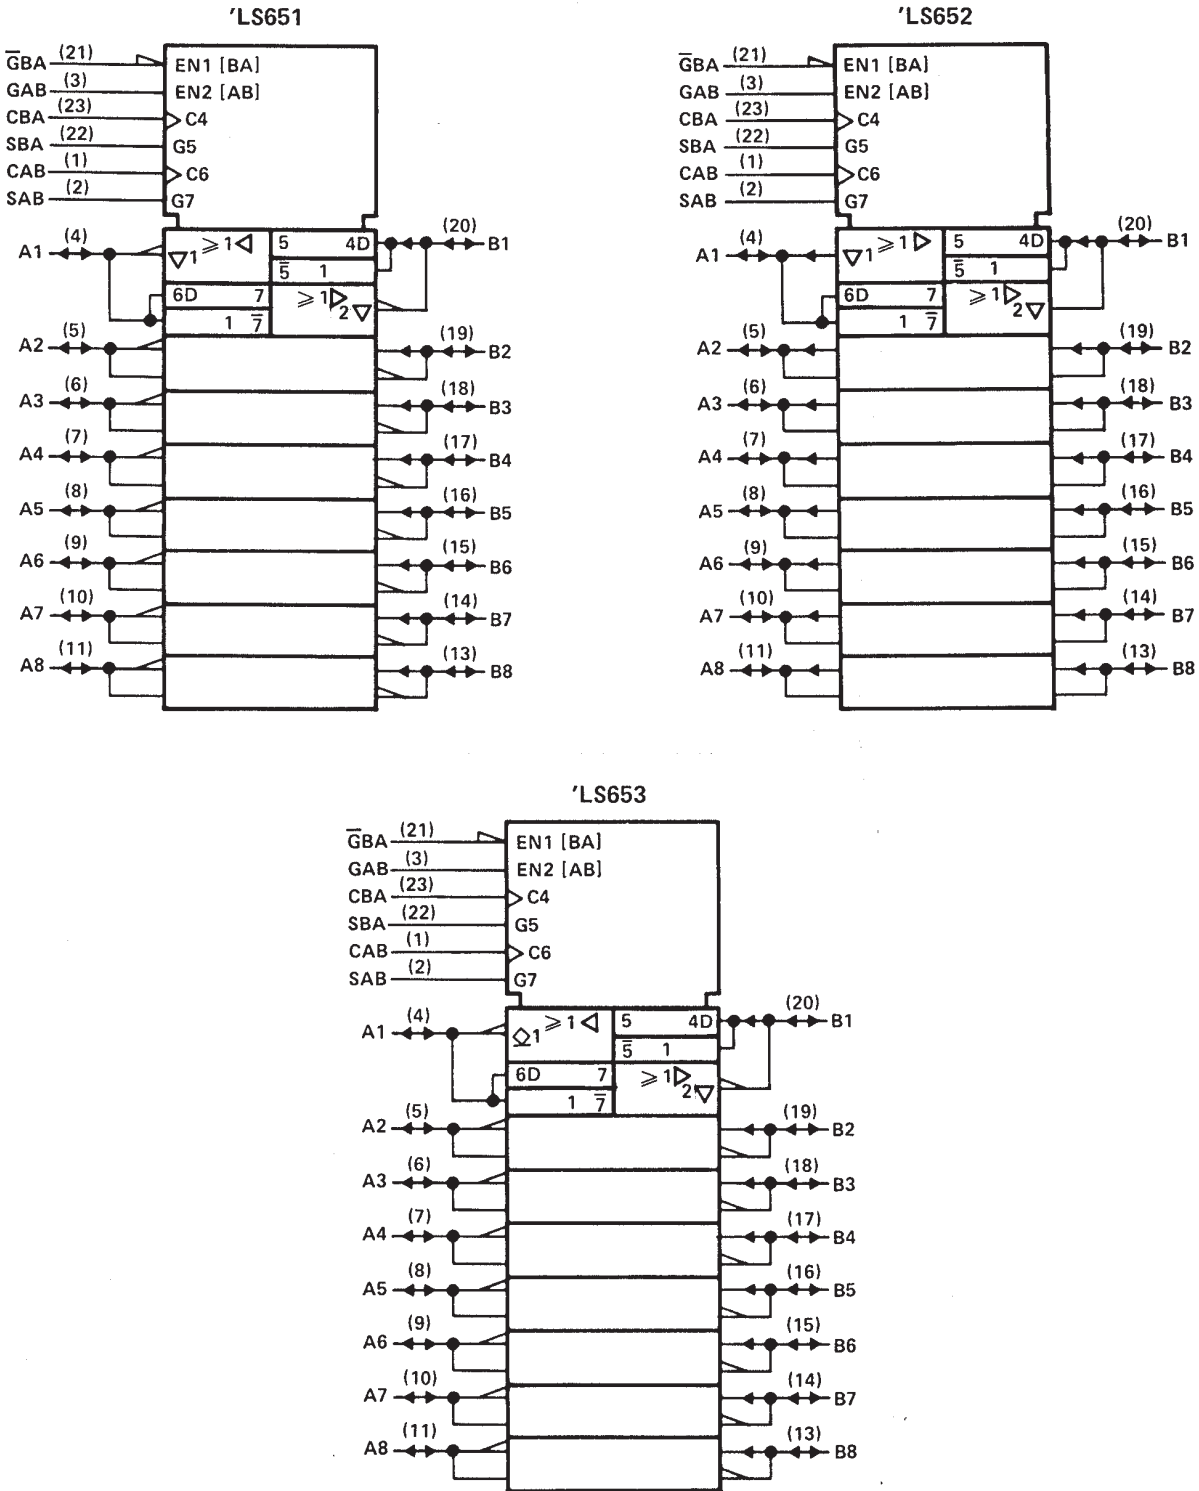 'LS651
G̅BA (21) EN1 [BA]
GAB (3) EN2 [AB]
CBA (23) C4
SBA (22) G5
CAB (1) C6
SAB (2) G7
A1 (4) ▽1 ≥1 ◁ 5 4D (20) B1
5̅ 1
6D 7 ≥1 ▷ 2 ▽
1 7̅
A2 (5) (19) B2
A3 (6) (18) B3
A4 (7) (17) B4
A5 (8) (16) B5
A6 (9) (15) B6
A7 (10) (14) B7
A8 (11) (13) B8
'LS652
G̅BA (21) EN1 [BA]
GAB (3) EN2 [AB]
CBA (23) C4
SBA (22) G5
CAB (1) C6
SAB (2) G7
A1 (4) ▽1 ≥1 ▷ 5 4D (20) B1
5̅ 1
6D 7 ≥1 ▷ 2 ▽
1 7̅
A2 (5) (19) B2
A3 (6) (18) B3
A4 (7) (17) B4
A5 (8) (16) B5
A6 (9) (15) B6
A7 (10) (14) B7
A8 (11) (13) B8
'LS653
G̅BA (21) EN1 [BA]
GAB (3) EN2 [AB]
CBA (23) C4
SBA (22) G5
CAB (1) C6
SAB (2) G7
A1 (4) ◇1 ≥1 ◁ 5 4D (20) B1
5̅ 1
6D 7 ≥1 ▷ 2 ▽
1 7̅
A2 (5) (19) B2
A3 (6) (18) B3
A4 (7) (17) B4
A5 (8) (16) B5
A6 (9) (15) B6
A7 (10) (14) B7
A8 (11) (13) B8